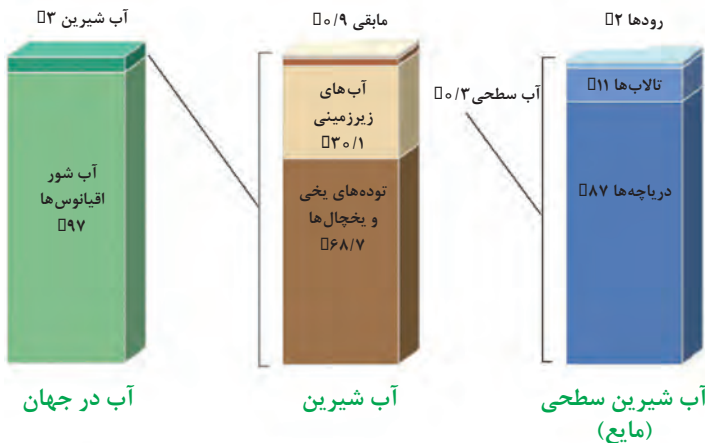 آب شیرین ۳٪
آب شور
اقیانوس‌ها
۹۷٪
آب در جهان
مابقی ۰/۹٪
آب‌های
زیرزمینی
۳۰/۱٪
توده‌های یخی
و یخچال‌ها
۶۸/۷٪
آب شیرین
آب سطحی ۰/۳٪
رودها ۲٪
تالاب‌ها ۱۱٪
دریاچه‌ها ۸۷٪
آب شیرین سطحی
(مایع)